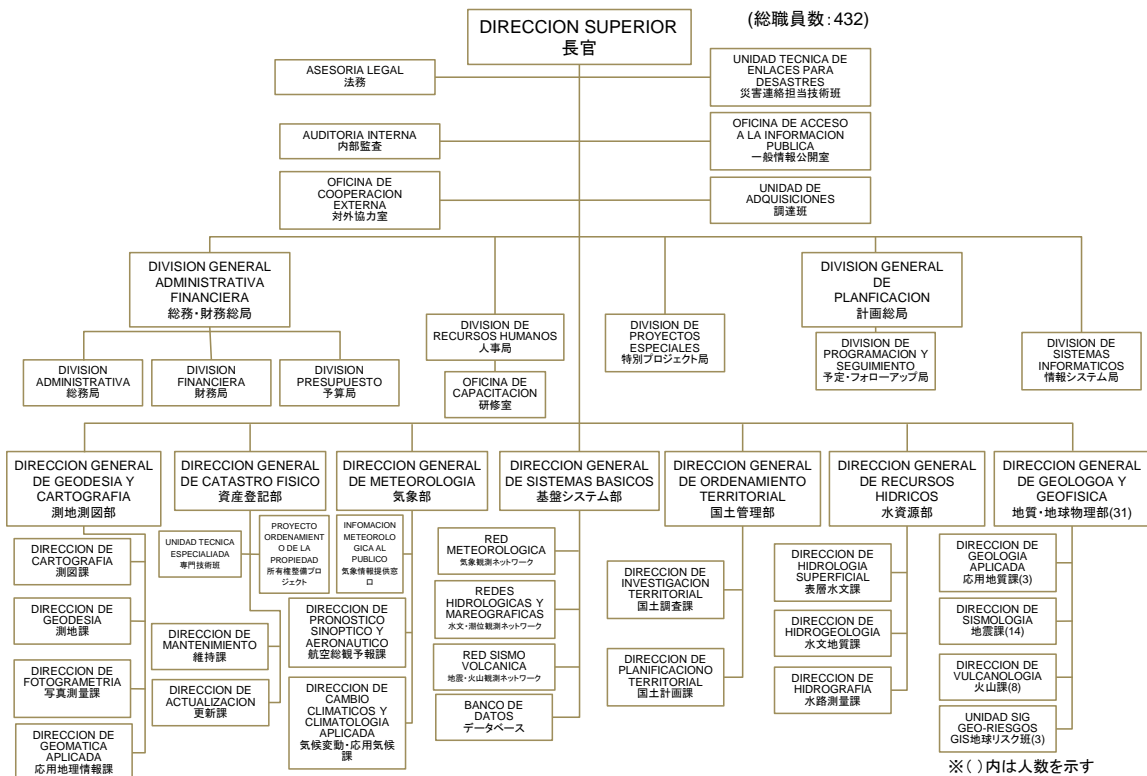 DIRECCION SUPERIOR
長官
(総職員数：432)
ASESORIA LEGAL
法務
UNIDAD TECNICA DE
ENLACES PARA
DESASTRES
災害連絡担当技術班
AUDITORIA INTERNA
内部監査
OFICINA DE ACCESO
A LA INFORMACION
PUBLICA
一般情報公開室
OFICINA DE
COOPERACION
EXTERNA
対外協力室
UNIDAD DE
ADQUISICIONES
調達班
DIVISION GENERAL
ADMINISTRATIVA
FINANCIERA
総務・財務総局
DIVISION DE
RECURSOS HUMANOS
人事局
DIVISION DE
PROYECTOS
ESPECIALES
特別プロジェクト局
DIVISION GENERAL
DE
PLANFICACION
計画総局
DIVISION
ADMINISTRATIVA
総務局
DIVISION
FINANCIERA
財務局
DIVISION
PRESUPUESTO
予算局
OFICINA DE
CAPACITACION
研修室
DIVISION DE
PROGRAMACION Y
SEGUIMIENTO
予定・フォローアップ局
DIVISION DE
SISTEMAS
INFORMATICOS
情報システム局
DIRECCION GENERAL
DE GEODESIA Y
CARTOGRAFIA
測地測図部
DIRECCION GENERAL
DE CATASTRO FISICO
資産登記部
DIRECCION GENERAL
DE METEOROLOGIA
気象部
DIRECCION GENERAL
DE SISTEMAS BASICOS
基盤システム部
DIRECCION GENERAL
DE ORDENAMIENTO
TERRITORIAL
国土管理部
DIRECCION GENERAL
DE RECURSOS
HIDRICOS
水資源部
DIRECCION GENERAL
DE GEOLOGOA Y
GEOFISICA
地質・地球物理部(31)
DIRECCION DE
CARTOGRAFIA
測図課
DIRECCION DE
GEODESIA
測地課
DIRECCION DE
FOTOGRAMETRIA
写真測量課
DIRECCION DE
GEOMATICA
APLICADA
応用地理情報課
UNIDAD TECNICA
ESPECIALIADA
専門技術班
PROYECTO
ORDENAMIENT
O DE LA
PROPIEDAD
所有権整備プロ
ジェクト
DIRECCION DE
MANTENIMIENTO
維持課
DIRECCION DE
ACTUALIZACION
更新課
INFOMACION
METEOROLO
GICA AL
PUBLICO
気象情報提供窓
口
DIRECCION DE
PRONOSTICO
SINOPTICO Y
AERONAUTICO
航空総観予報課
DIRECCION DE
CAMBIO
CLIMATICOS Y
CLIMATOLOGIA
APLICADA
気候変動・応用気候
課
RED
METEOROLOGICA
気象観測ネットワーク
REDES
HIDROLOGICAS Y
MAREOGRAFICAS
水文・潮位観測ネットワーク
RED SISMO
VOLCANICA
地震・火山観測ネットワーク
BANCO DE
DATOS
データベース
DIRECCION DE
INVESTIGACION
TERRITORIAL
国土調査課
DIRECCION DE
PLANIFICACIONO
TERRITORIAL
国土計画課
DIRECCION DE
HIDROLOGIA
SUPERFICIAL
表層水文課
DIRECCION DE
HIDROGEOLOGIA
水文地質課
DIRECCION DE
HIDROGRAFIA
水路測量課
DIRECCION DE
GEOLOGIA
APLICADA
応用地質課(3)
DIRECCION DE
SISMOLOGIA
地震課(14)
DIRECCION DE
VULCANOLOGIA
火山課(8)
UNIDAD SIG
GEO-RIESGOS
GIS地球リスク班(3)
※( )内は人数を示す